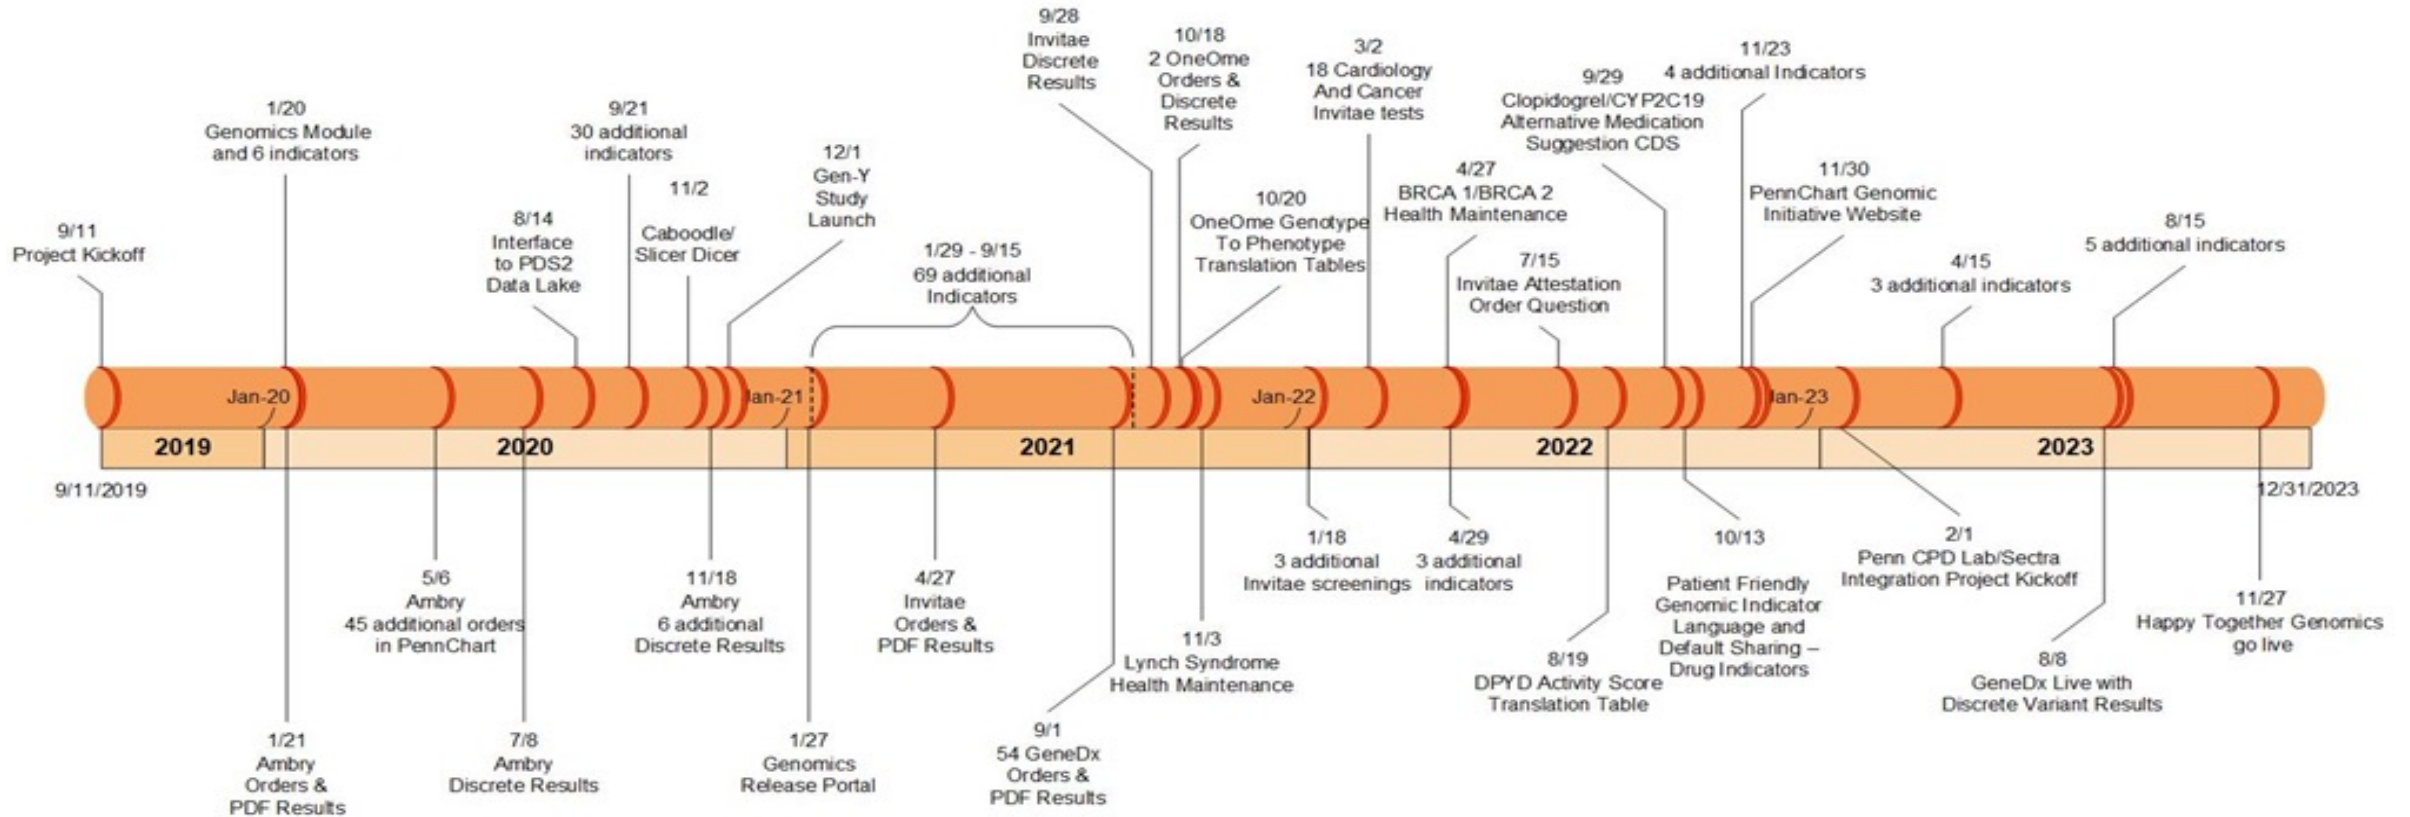 9/11
Project Kickoff
1/20
Genomics Module
and 6 indicators
8/14
Interface
to PDS2
Data Lake
9/21
30 additional
indicators
11/2
Caboodle/
Slicer Dicer
12/1
Gen-Y
Study
Launch
1/29 - 9/15
69 additional
Indicators
9/28
Invitae
Discrete
Results
10/18
2 OneOme
Orders &
Discrete
Results
10/20
OneOme Genotype
To Phenotype
Translation Tables
3/2
18 Cardiology
And Cancer
Invitae tests
4/27
BRCA 1/BRCA 2
Health Maintenance
7/15
Invitae Attestation
Order Question
9/29
Clopidogrel/CYP2C19
Alternative Medication
Suggestion CDS
11/23
4 additional Indicators
11/30
PennChart Genomic
Initiative Website
4/15
3 additional indicators
8/15
5 additional indicators
Jan-20
Jan-21
Jan-22
Jan-23
2019
2020
2021
2022
2023
9/11/2019
12/31/2023
1/21
Ambry
Orders &
PDF Results
5/6
Ambry
45 additional orders
in PennChart
7/8
Ambry
Discrete Results
11/18
Ambry
6 additional
Discrete Results
1/27
Genomics
Release Portal
4/27
Invitae
Orders &
PDF Results
9/1
54 GeneDx
Orders &
PDF Results
11/3
Lynch Syndrome
Health Maintenance
1/18
3 additional
Invitae screenings
4/29
3 additional
indicators
8/19
DPYD Activity Score
Translation Table
10/13
Patient Friendly
Genomic Indicator
Language and
Default Sharing –
Drug Indicators
2/1
Penn CPD Lab/Sectra
Integration Project Kickoff
8/8
GeneDx Live with
Discrete Variant Results
11/27
Happy Together Genomics
go live